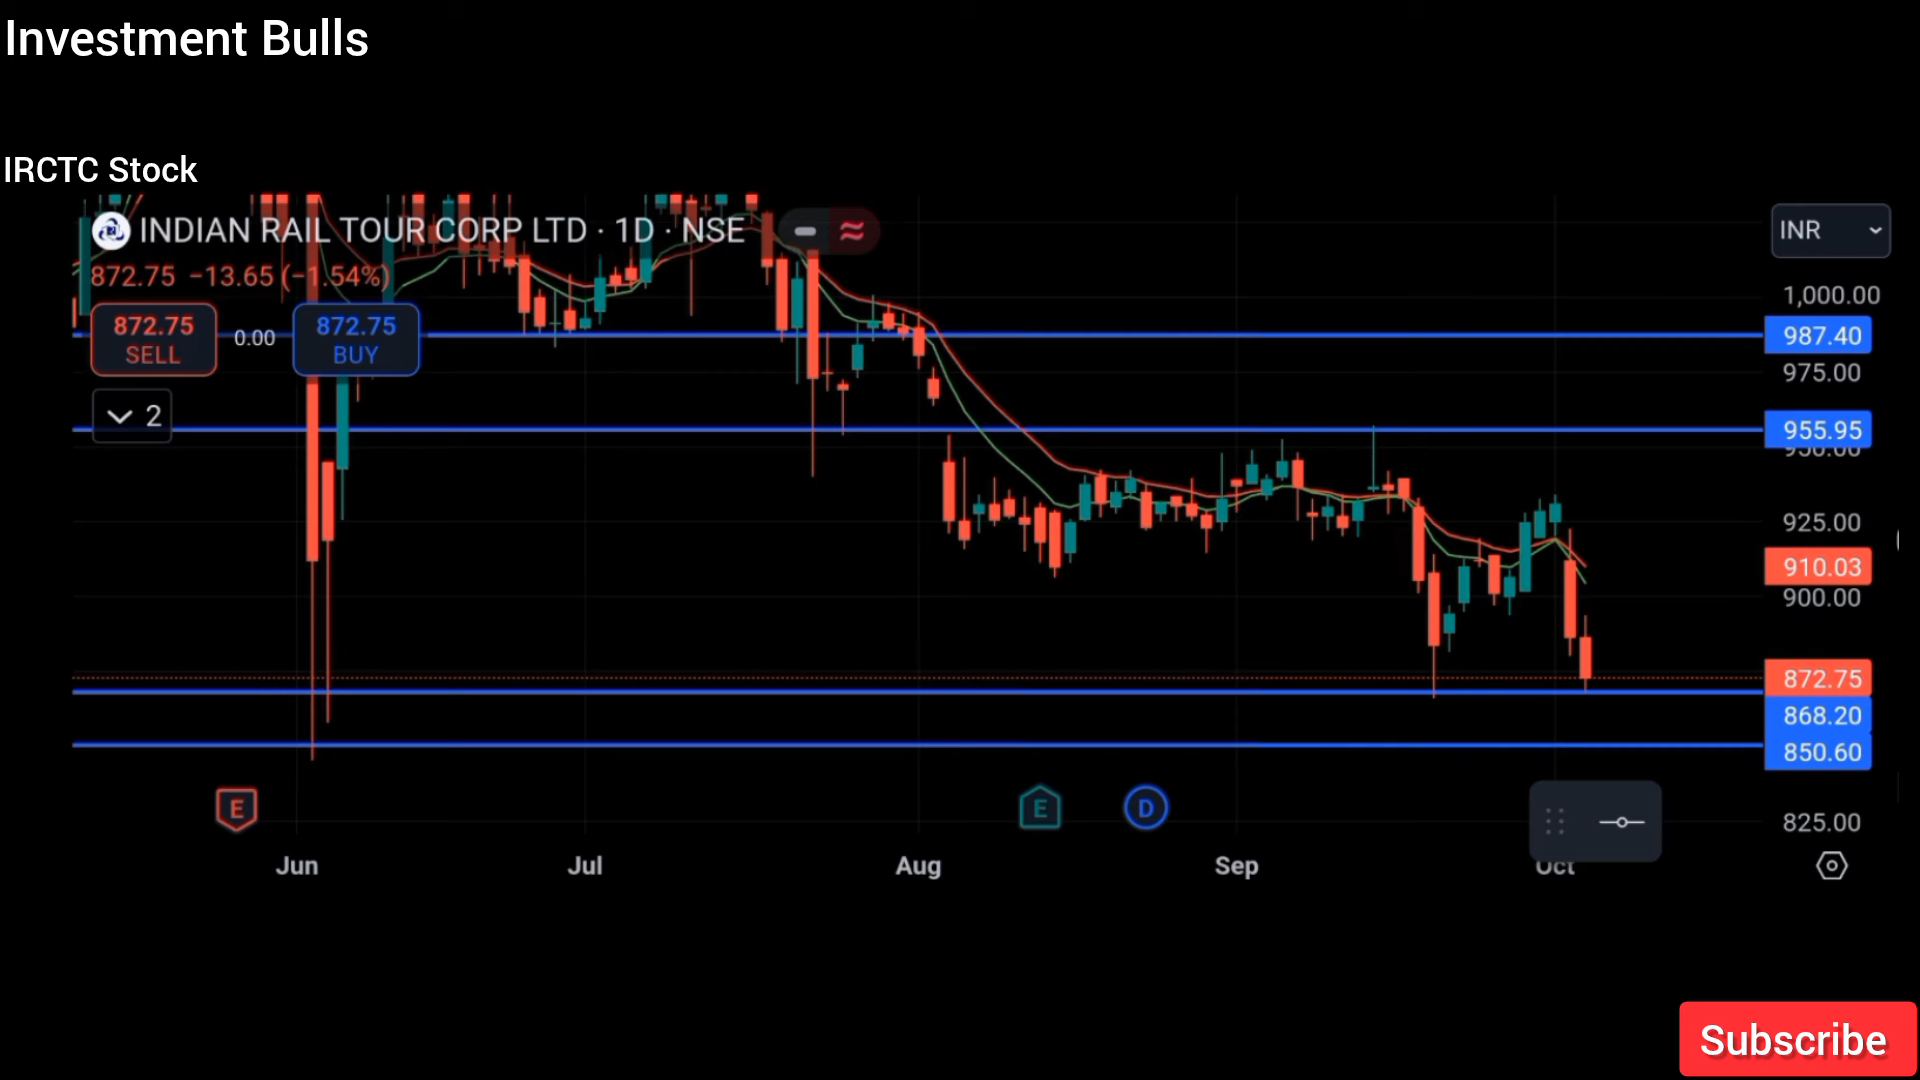 Investment Bulls
IRCTC Stock
INDIAN RAIL TOUR CORP LTD · 1D · NSE
872.75 −13.65 (−1.54%)
872.75
SELL
0.00
872.75
BUY
2
INR
1,000.00
987.40
975.00
955.95
950.00
925.00
910.03
900.00
872.75
868.20
850.60
825.00
E
E
D
Jun
Jul
Aug
Sep
Oct
Subscribe